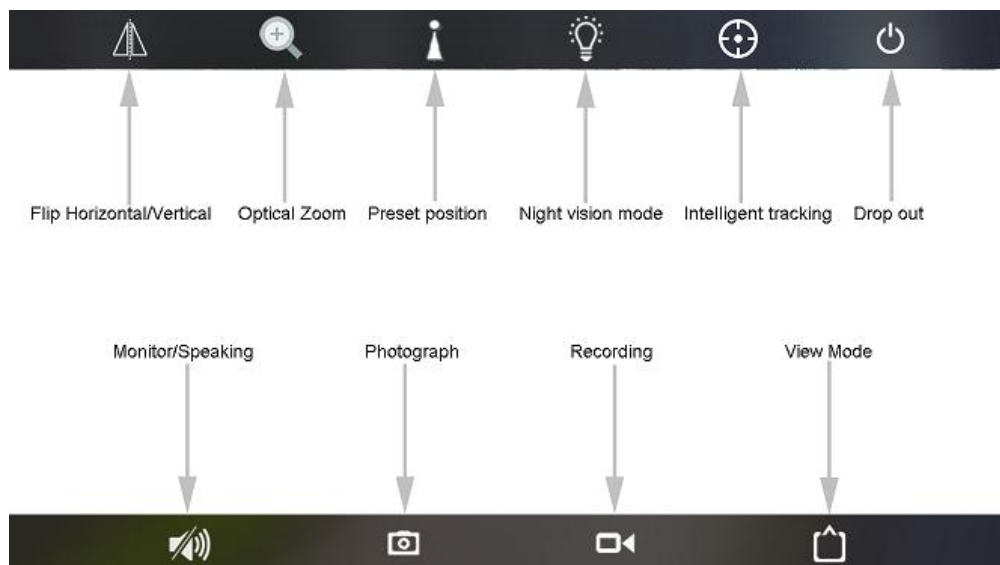 Flip Horizontal/Vertical Optical Zoom Preset position Night vision mode Intelligent tracking Drop out
Monitor/Speaking Photograph Recording View Mode